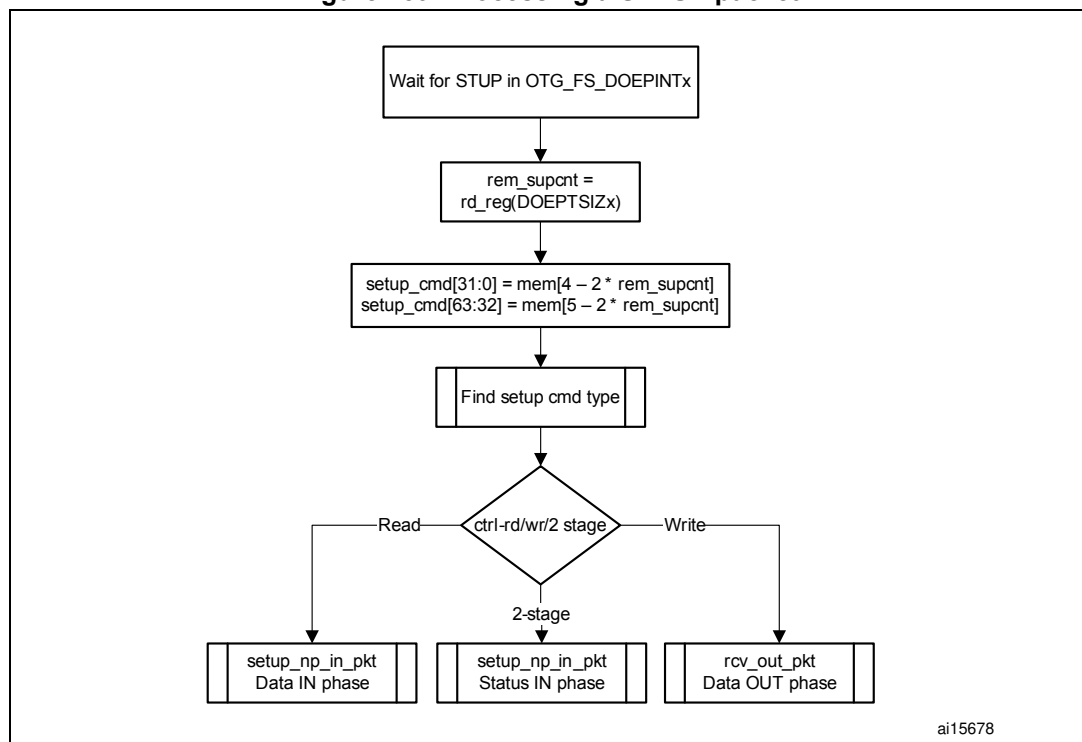 Wait for STUP in OTG_FS_DOEPINTx
rem_supcnt =
rd_reg(DOEPTSIZx)
setup_cmd[31:0] = mem[4 – 2 * rem_supcnt]
setup_cmd[63:32] = mem[5 – 2 * rem_supcnt]
Find setup cmd type
Read
ctrl-rd/wr/2 stage
Write
2-stage
setup_np_in_pkt
Data IN phase
setup_np_in_pkt
Status IN phase
rcv_out_pkt
Data OUT phase
ai15678